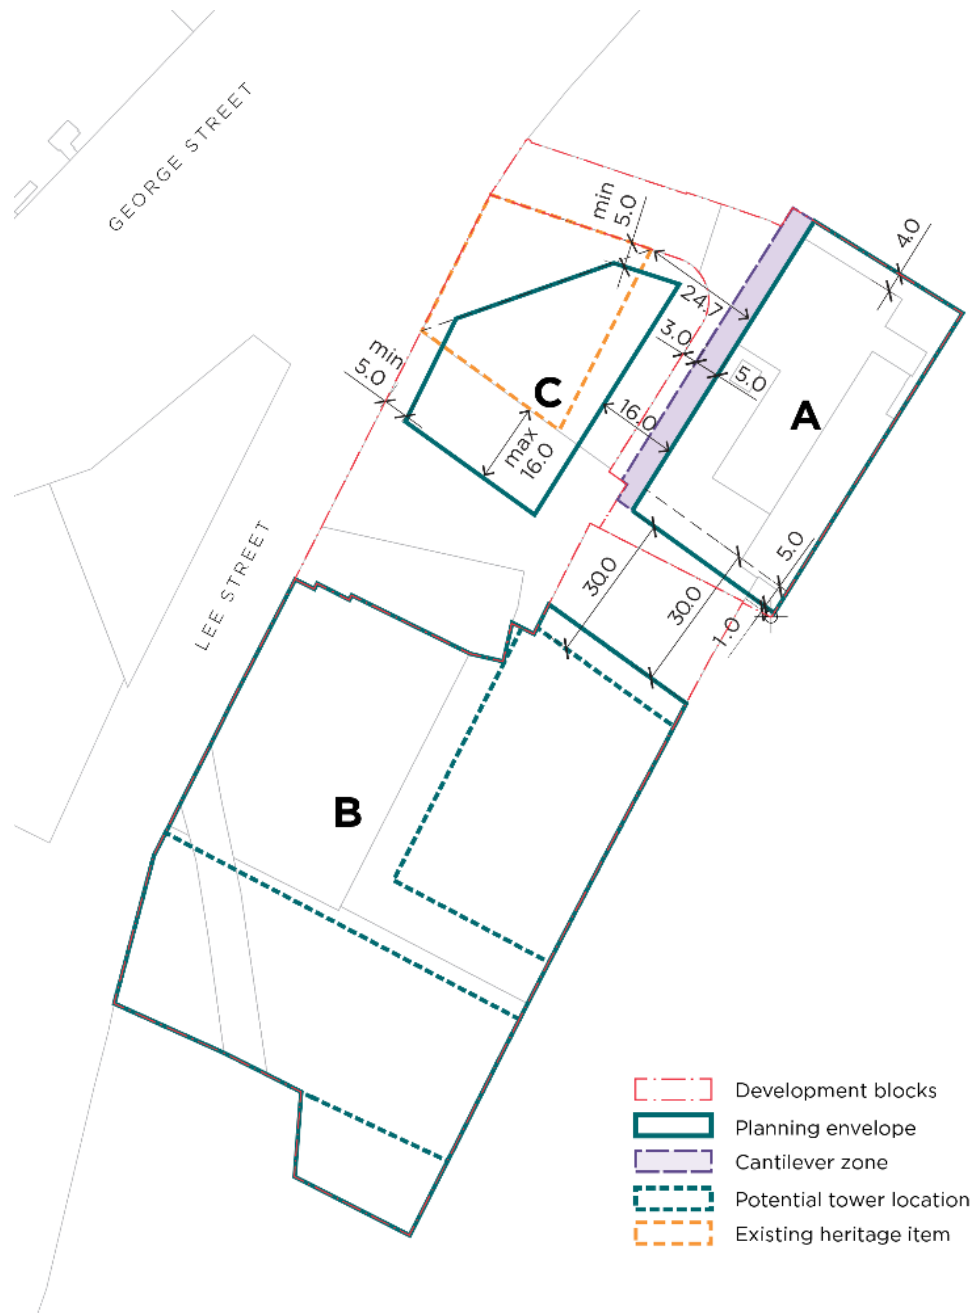 GEORGE STREET
min
5.0
4.0
24.7
3.0
5.0
min
5.0
C
16.0
A
max
16.0
LEE STREET
30.0
30.0
5.0
1.0
B
Development blocks
Planning envelope
Cantilever zone
Potential tower location
Existing heritage item